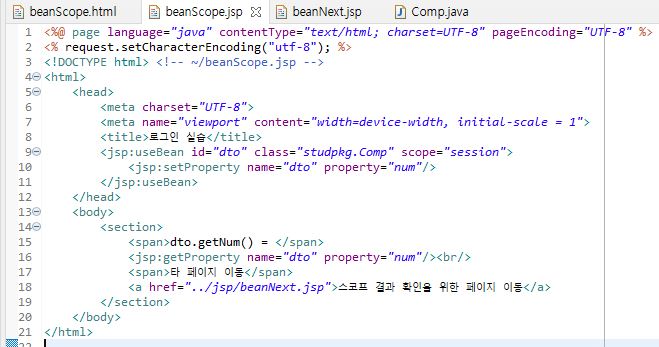 beanScope.html beanScope.jsp beanNext.jsp Comp.java
1 <%@ page language="java" contentType="text/html; charset=UTF-8" pageEncoding="UTF-8" %>
2 <% request.setCharacterEncoding("utf-8"); %>
3 <!DOCTYPE html> <!-- ~/beanScope.jsp -->
4 <html>
5 <head>
6 <meta charset="UTF-8">
7 <meta name="viewport" content="width=device-width, initial-scale = 1">
8 <title>로그인 실습</title>
9 <jsp:useBean id="dto" class="studpkg.Comp" scope="session">
10 <jsp:setProperty name="dto" property="num"/>
11 </jsp:useBean>
12 </head>
13 <body>
14 <section>
15 <span>dto.getNum() = </span>
16 <jsp:getProperty name="dto" property="num"/><br/>
17 <span>타 페이지 이동</span>
18 <a href="../jsp/beanNext.jsp">스코프 결과 확인을 위한 페이지 이동</a>
19 </section>
20 </body>
21 </html>
22